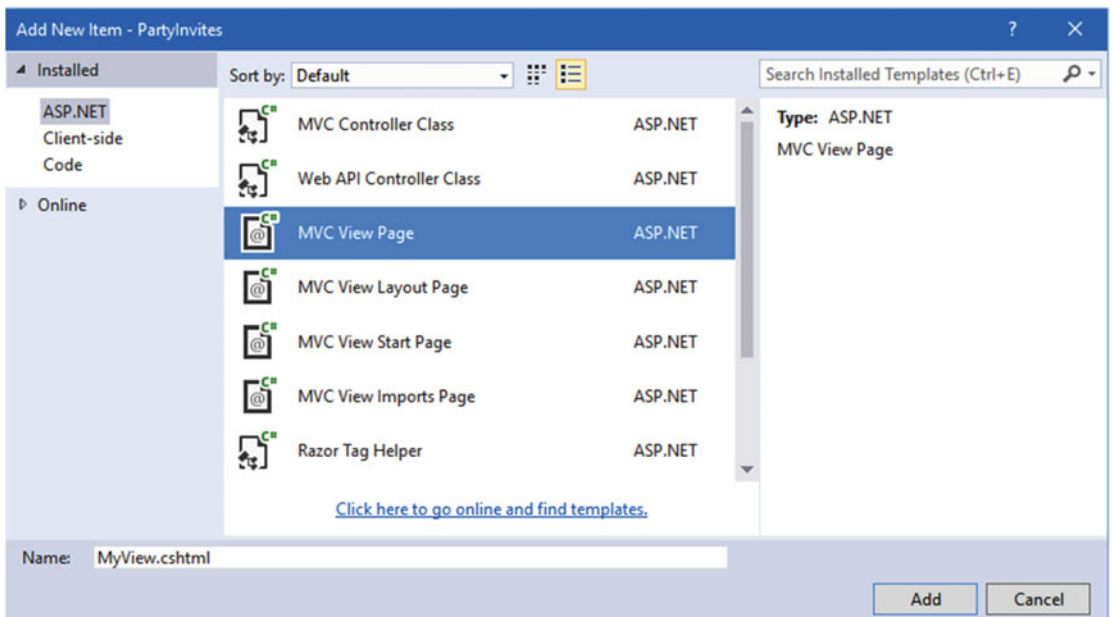 Add New Item - PartyInvites ? ×
Installed
Sort by: Default
Search Installed Templates (Ctrl+E)
ASP.NET
Client-side
Code
Online
C# MVC Controller Class ASP.NET
C# Web API Controller Class ASP.NET
C# @ MVC View Page ASP.NET
C# @ MVC View Layout Page ASP.NET
C# @ MVC View Start Page ASP.NET
C# @ MVC View Imports Page ASP.NET
C# Razor Tag Helper ASP.NET
Click here to go online and find templates.
Type: ASP.NET
MVC View Page
Name: MyView.cshtml
Add Cancel